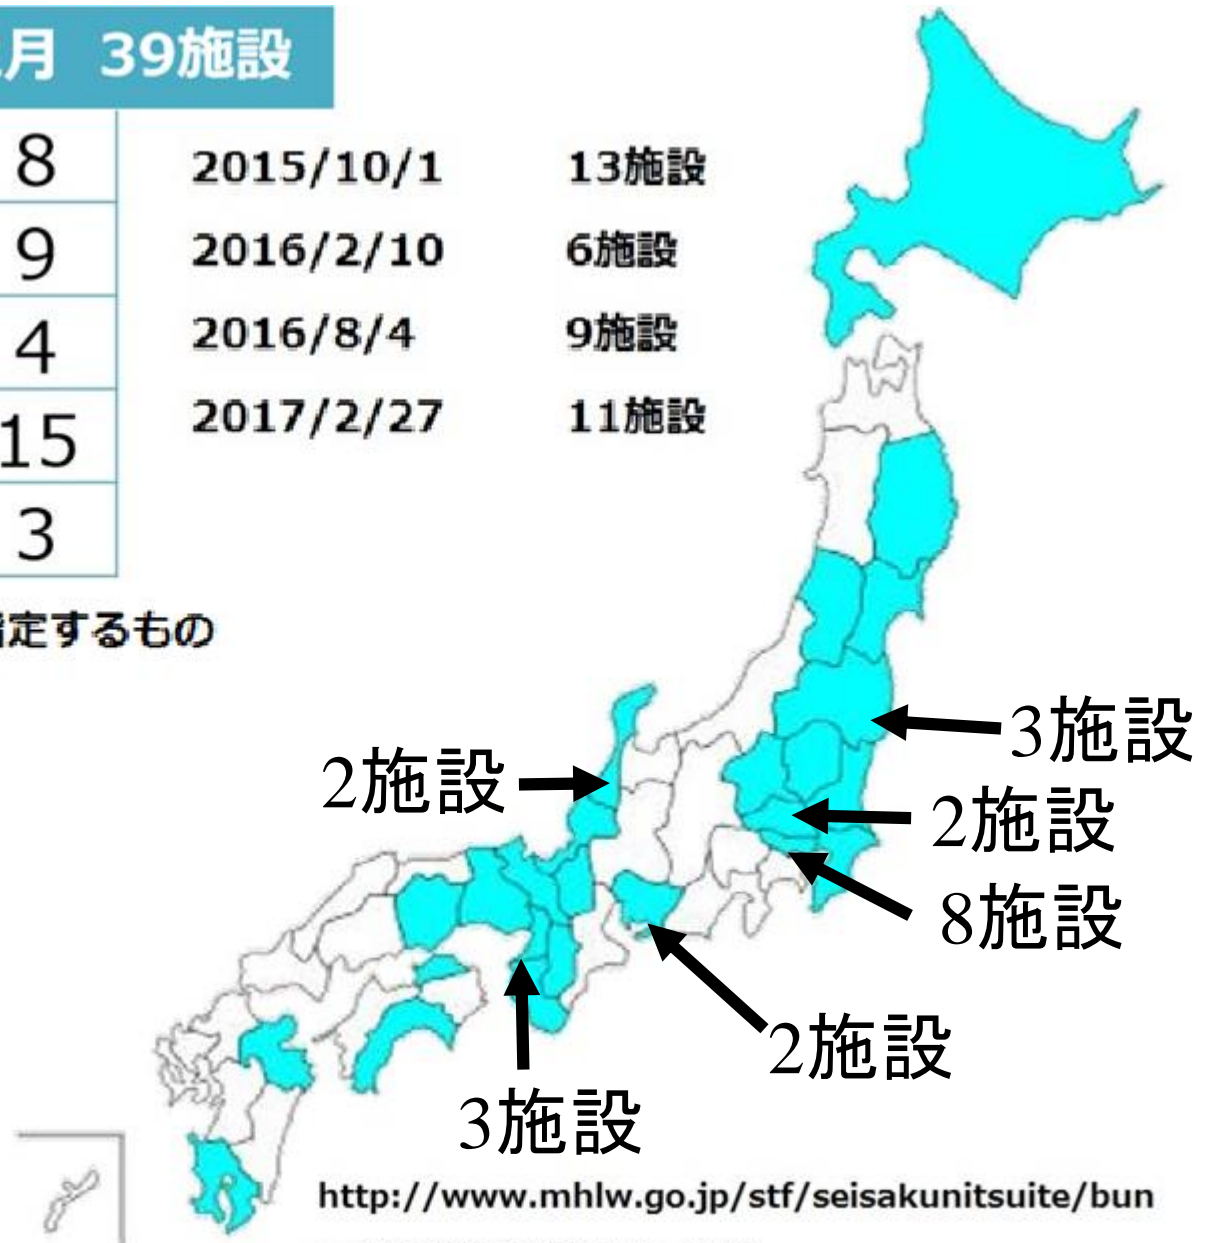 月 39施設
8
9
4
15
3
2015/10/1 13施設
2016/2/10 6施設
2016/8/4 9施設
2017/2/27 11施設
定するもの
3施設
2施設
2施設
8施設
2施設
3施設
http://www.mhlw.go.jp/stf/seisakunitsuite/bun